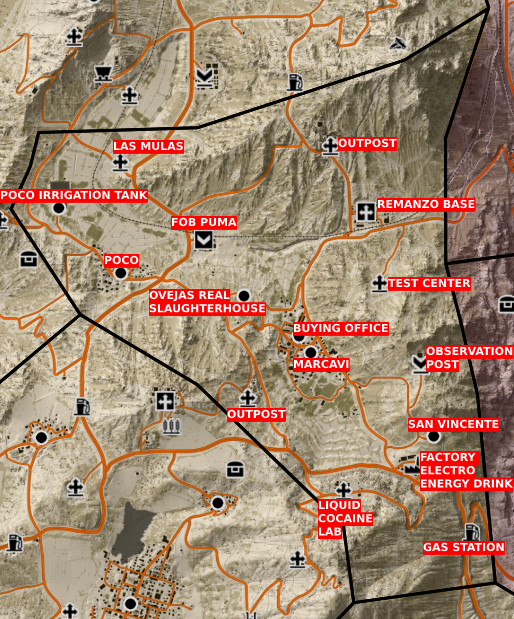 LAS MULAS
OUTPOST
POCO IRRIGATION TANK
REMANZO BASE
FOB PUMA
POCO
TEST CENTER
OVEJAS REAL
SLAUGHTERHOUSE
BUYING OFFICE
MARCAVI
OBSERVATION
POST
OUTPOST
SAN VINCENTE
FACTORY
ELECTRO
ENERGY DRINK
LIQUID
COCAINE
LAB
GAS STATION